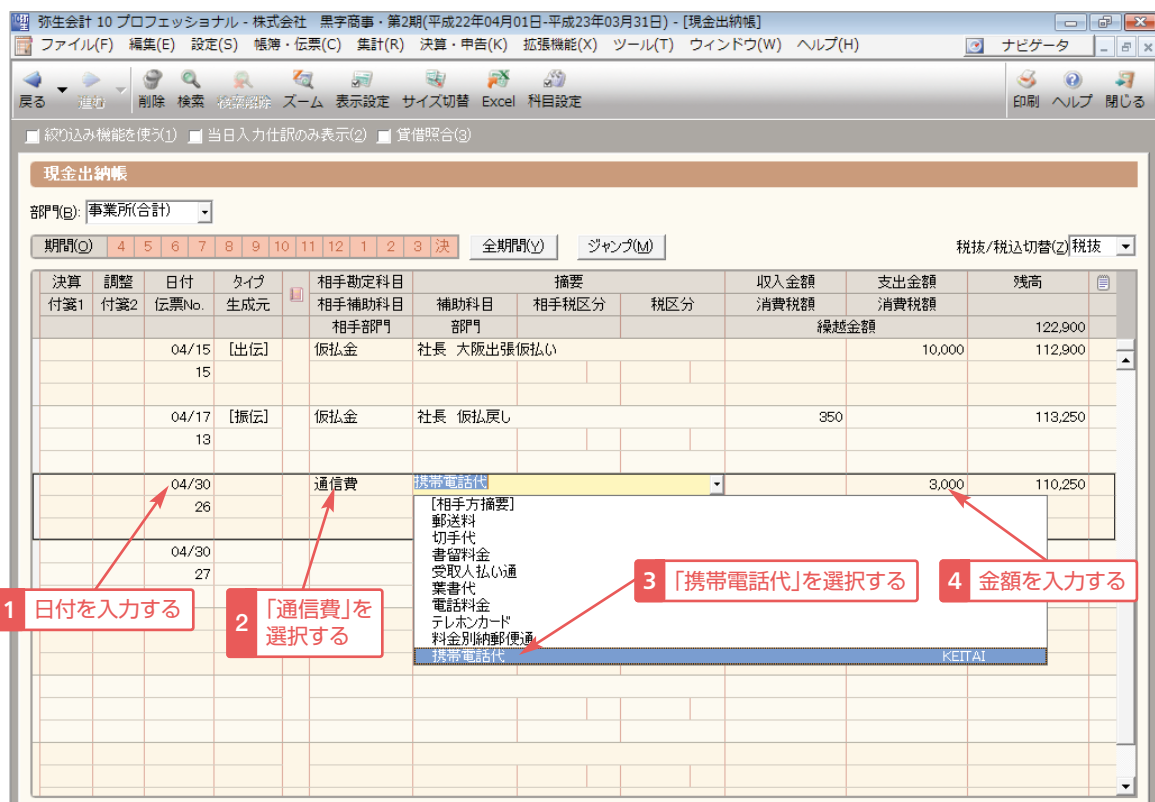 弥生会計 10 プロフェッショナル - 株式会社 黒字商事・第2期(平成22年04月01日-平成23年03月31日) - [現金出納帳]
ファイル(F) 編集(E) 設定(S) 帳簿・伝票(C) 集計(R) 決算・申告(K) 拡張機能(X) ツール(T) ウィンドウ(W) ヘルプ(H) ナビゲータ
戻る 進む 削除 検索 検索解除 ズーム 表示設定 サイズ切替 Excel 科目設定 印刷 ヘルプ 閉じる
絞り込み機能を使う(1) 当日入力仕訳のみ表示(2) 貸借照合(3)
現金出納帳
部門(B): 事業所(合計)
期間(O) 4 5 6 7 8 9 10 11 12 1 2 3 決 全期間(Y) ジャンプ(M) 税抜/税込切替(Z) 税抜
決算 調整 日付 タイプ 相手勘定科目 摘要 収入金額 支出金額 残高
付箋1 付箋2 伝票No. 生成元 相手補助科目 補助科目 相手税区分 税区分 消費税額 消費税額
相手部門 部門 繰越金額 122,900
04/15 [出伝] 仮払金 社長 大阪出張仮払い 10,000 112,900
15
04/17 [振伝] 仮払金 社長 仮払戻し 350 113,250
13
04/30 通信費 携帯電話代 3,000 110,250
26
[相手方摘要]
郵送料
切手代
04/30
書留料金
27
受取人払い通
葉書代
電話料金
テレホンカード
料金別納郵便通
携帯電話代 KEITAI
1 日付を入力する
2 「通信費」を
選択する
3 「携帯電話代」を選択する
4 金額を入力する